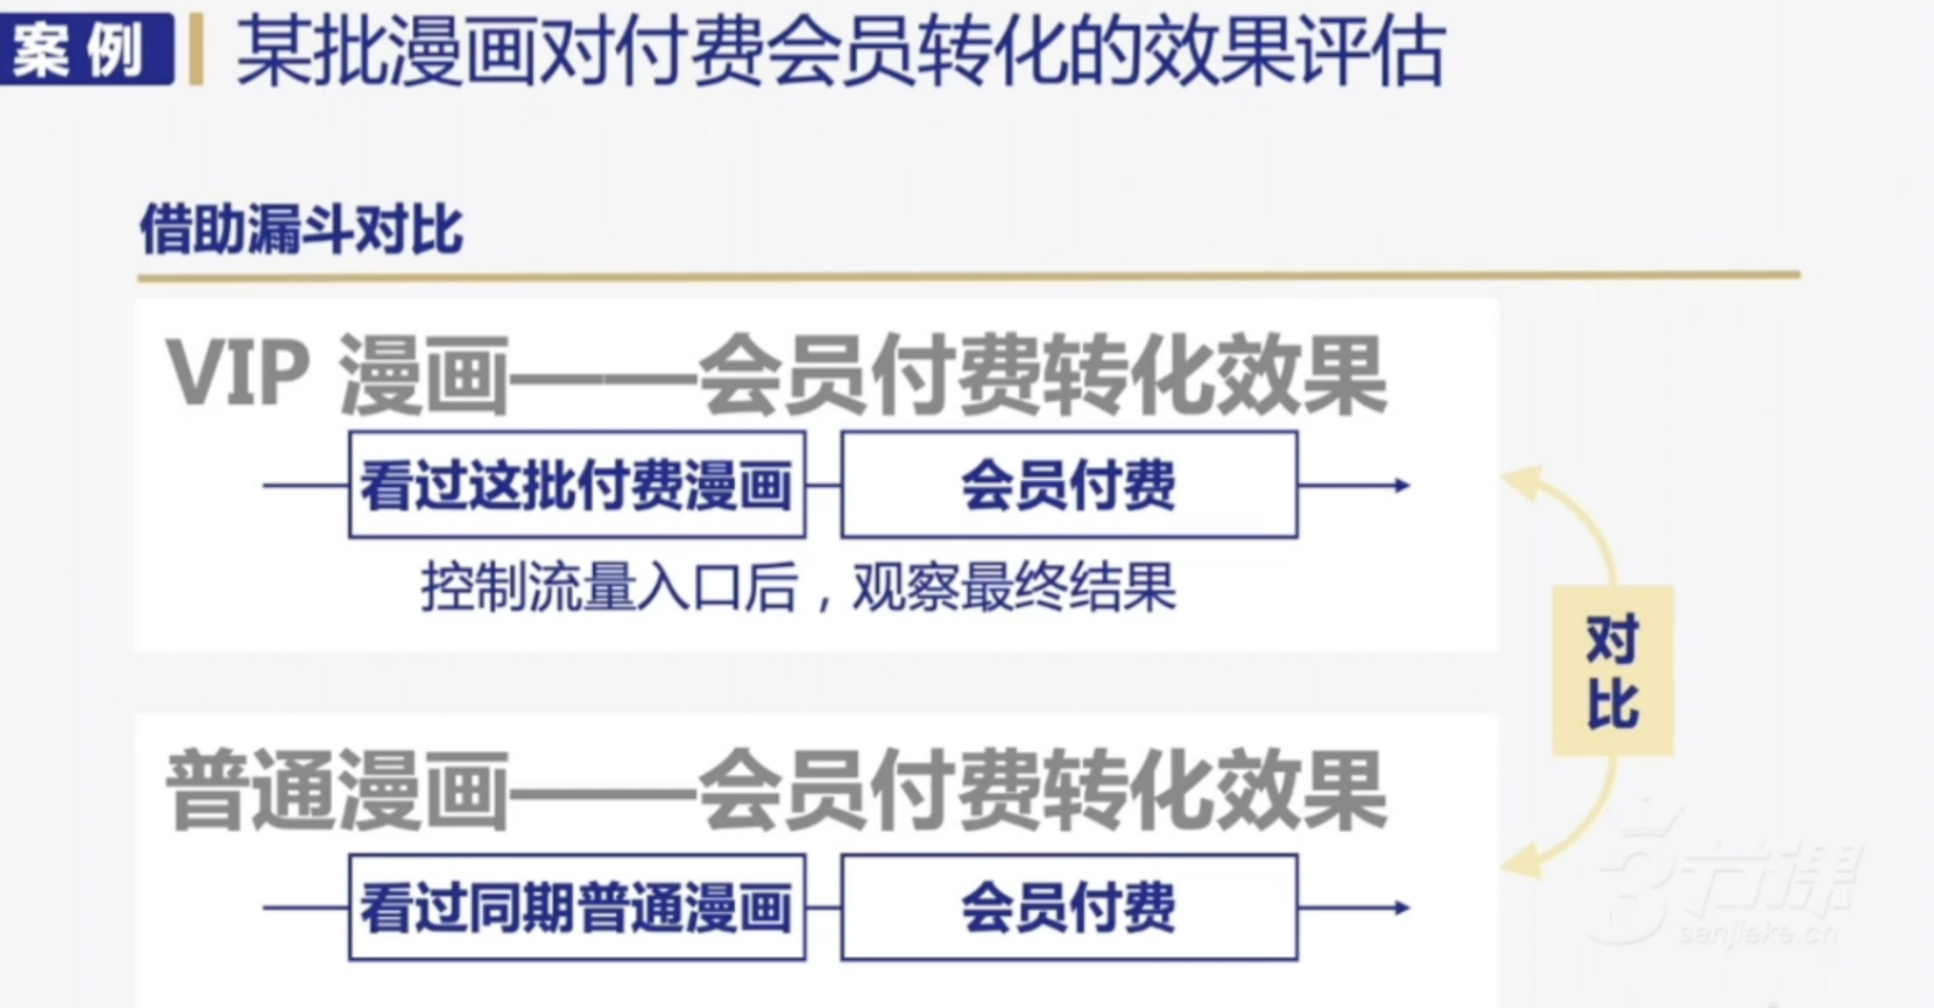 案例 某批漫画对付费会员转化的效果评估
借助漏斗对比
VIP 漫画——会员付费转化效果
看过这批付费漫画 会员付费
控制流量入口后，观察最终结果
对比
普通漫画——会员付费转化效果
看过同期普通漫画 会员付费
3节课
sanjieke.cn